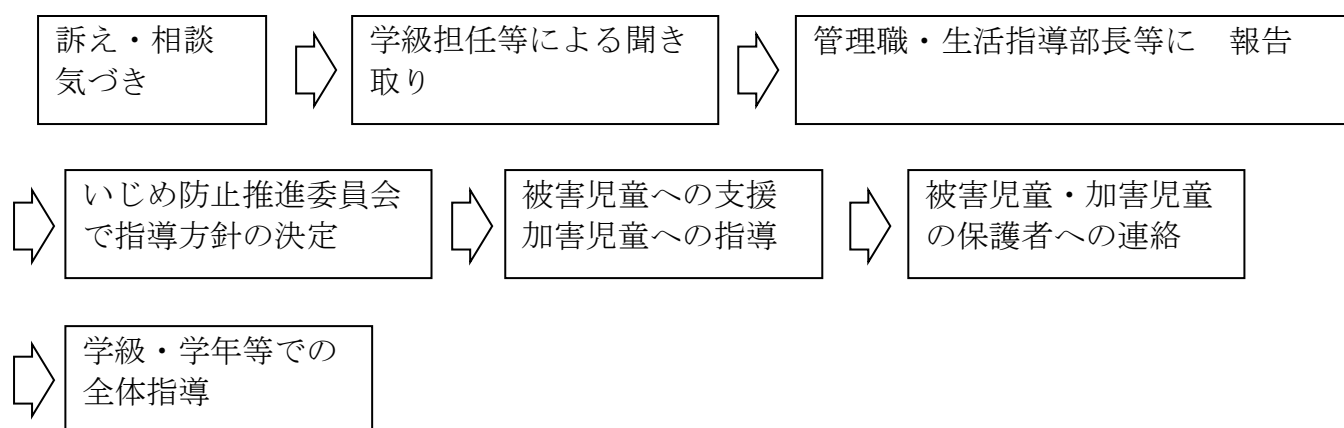 訴え・相談
気づき
学級担任等による聞き
取り
管理職・生活指導部長等に　報告
いじめ防止推進委員会
で指導方針の決定
被害児童への支援
加害児童への指導
被害児童・加害児童
の保護者への連絡
学級・学年等での
全体指導